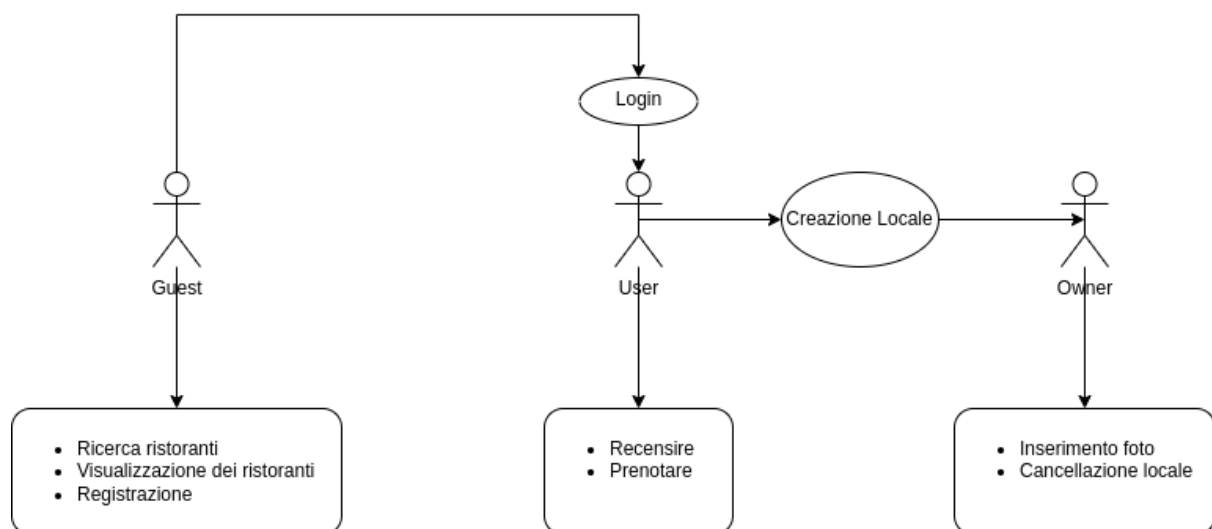 Login
Creazione Locale
Guest
User
Owner
Ricerca ristoranti
Visualizzazione dei ristoranti
Registrazione
Recensire
Prenotare
Inserimento foto
Cancellazione locale